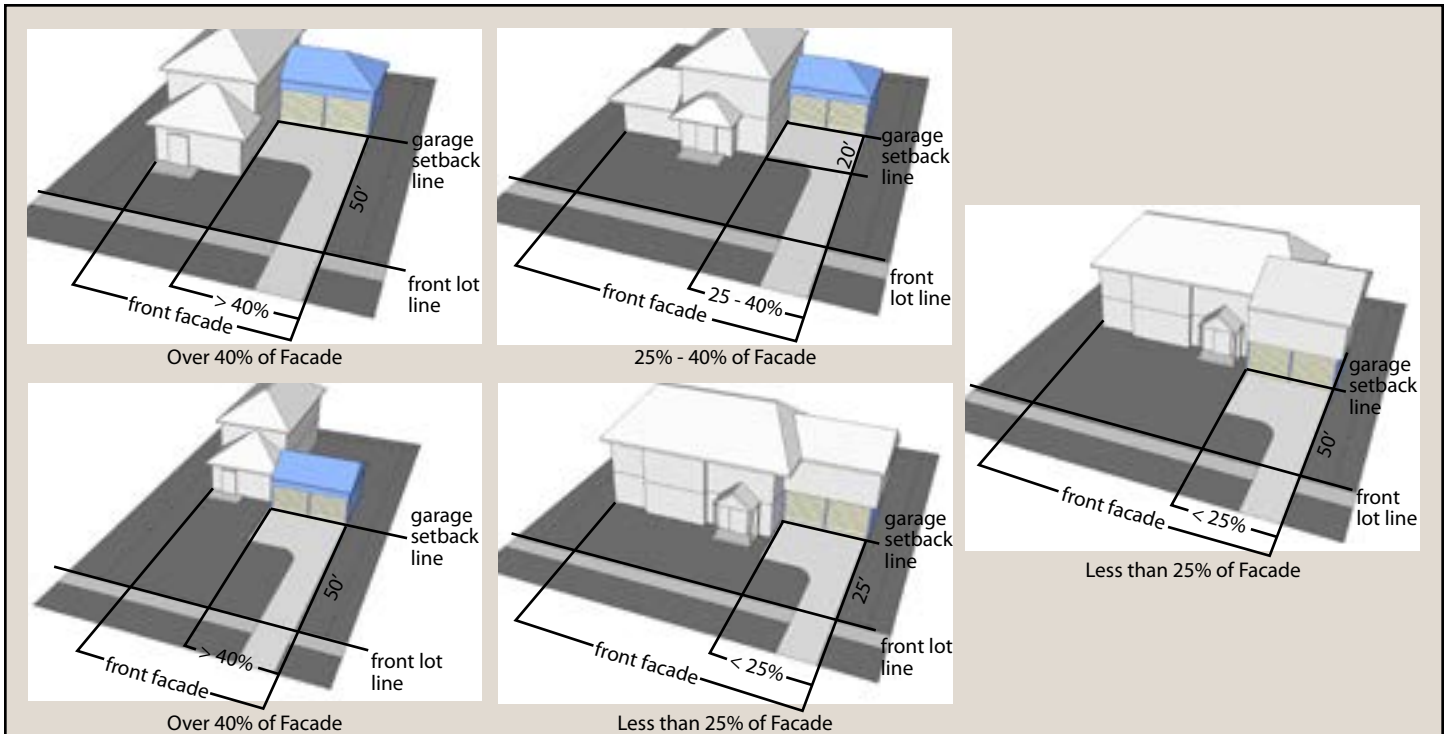 garage
setback
line
50'
front lot
line
> 40%
front facade
Over 40% of Facade
garage
setback
line
20'
front
lot line
25 - 40%
front facade
25% - 40% of Facade
garage
setback
line
50'
front lot
line
> 40%
front facade
Over 40% of Facade
garage
setback
line
25'
front lot
line
< 25%
front facade
Less than 25% of Facade
garage
setback
line
50'
front
lot line
< 25%
front facade
Less than 25% of Facade